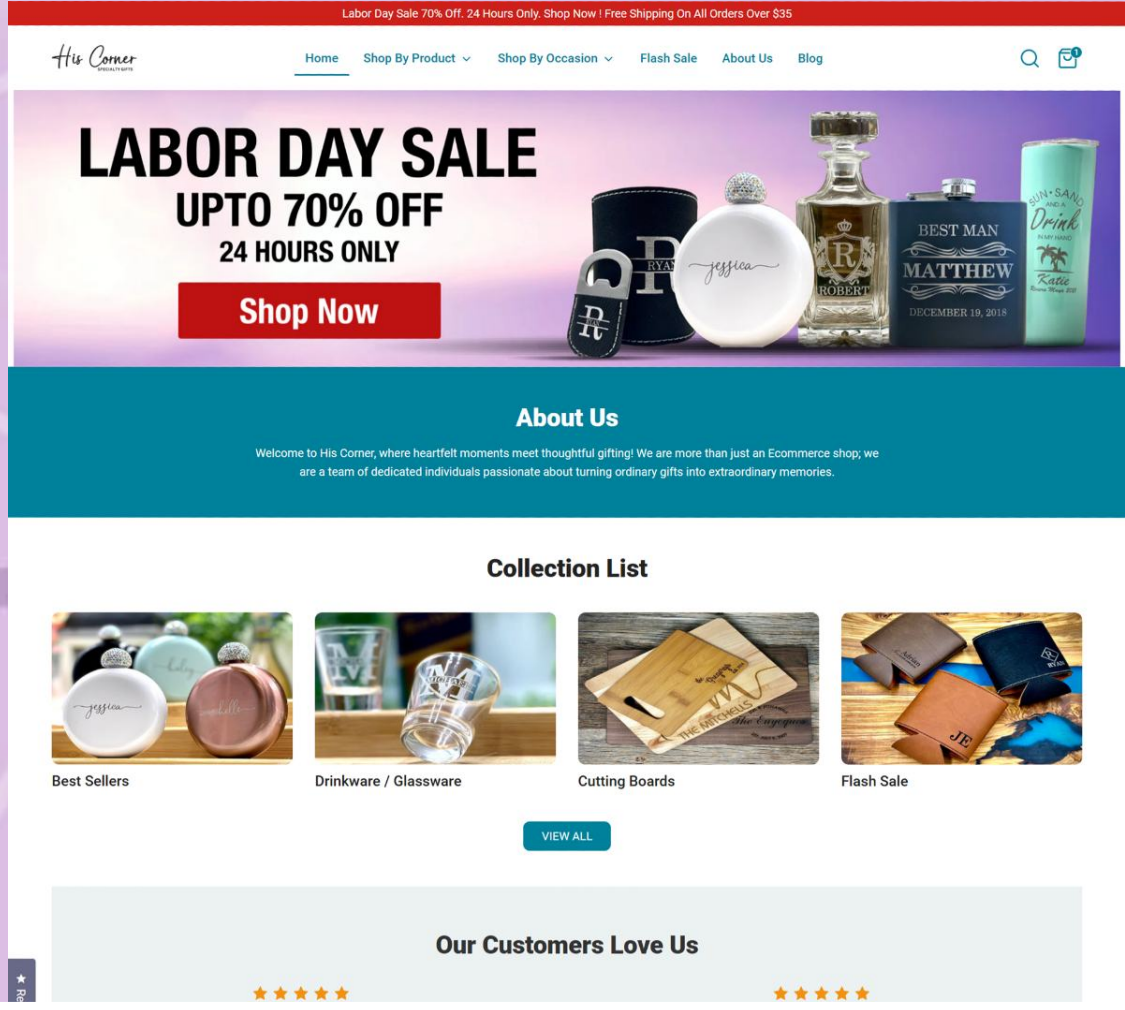 Labor Day Sale 70% Off. 24 Hours Only. Shop Now ! Free Shipping On All Orders Over $35
His Corner
SPECIALTY GIFTS
Home Shop By Product Shop By Occasion Flash Sale About Us Blog
1
LABOR DAY SALE
UPTO 70% OFF
24 HOURS ONLY
Shop Now
R
RYAN
R
RYAN
jessica
R
ROBERT
BEST MAN
MATTHEW
DECEMBER 19, 2018
SUN • SAND
AND A
Drink
IN MY HAND
Katie
About Us
Welcome to His Corner, where heartfelt moments meet thoughtful gifting! We are more than just an Ecommerce shop; we
are a team of dedicated individuals passionate about turning ordinary gifts into extraordinary memories.
Collection List
jessica
M
M
THE MITCHELLS
Adrian
R
RYAN
JE
Best Sellers
Drinkware / Glassware
Cutting Boards
Flash Sale
VIEW ALL
Our Customers Love Us
★ Re